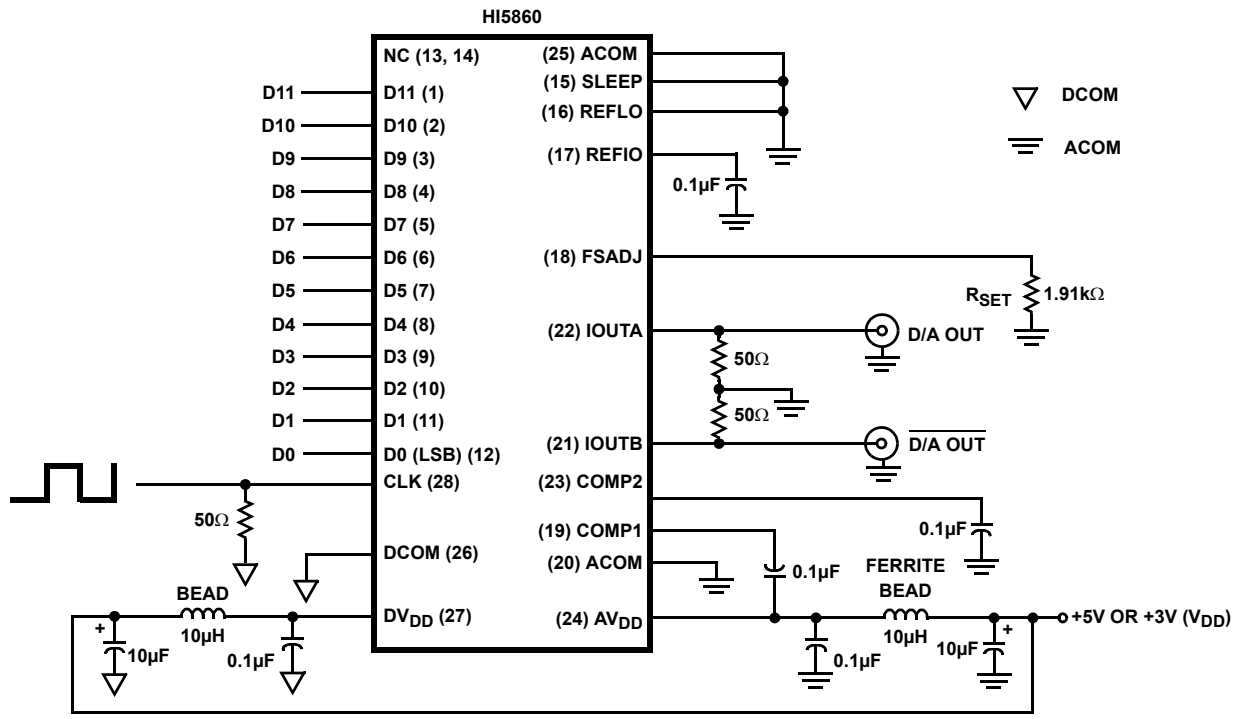 HI5860
NC (13, 14)
D11 D11 (1)
D10 D10 (2)
D9 D9 (3)
D8 D8 (4)
D7 D7 (5)
D6 D6 (6)
D5 D5 (7)
D4 D4 (8)
D3 D3 (9)
D2 D2 (10)
D1 D1 (11)
D0 D0 (LSB) (12)
CLK (28)
50Ω
DCOM (26)
BEAD
DVDD (27)
+
10µH
10µF
0.1µF
(25) ACOM
(15) SLEEP
(16) REFLO
(17) REFIO
0.1µF
(18) FSADJ
RSET 1.91kΩ
(22) IOUTA
D/A OUT
50Ω
50Ω
(21) IOUTB
D/A OUT
(23) COMP2
0.1µF
(19) COMP1
0.1µF
(20) ACOM
FERRITE
BEAD
(24) AVDD
10µH
+
+5V OR +3V (VDD)
0.1µF
10µF
DCOM
ACOM